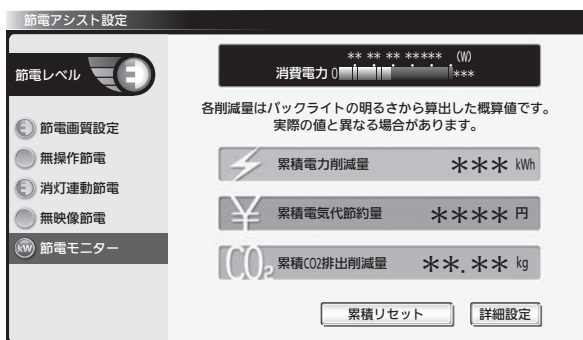 節電アシスト設定
節電レベル E
** ** ** ***** (W)
消費電力 0 ***
各削減量はバックライトの明るさから算出した概算値です。
実際の値と異なる場合があります。
E 節電画質設定
無操作節電
E 消灯連動節電
無映像節電
kW 節電モニター
累積電力削減量 *** kWh
¥ 累積電気代節約量 **** 円
CO2 累積CO2排出削減量 **.** kg
累積リセット 詳細設定